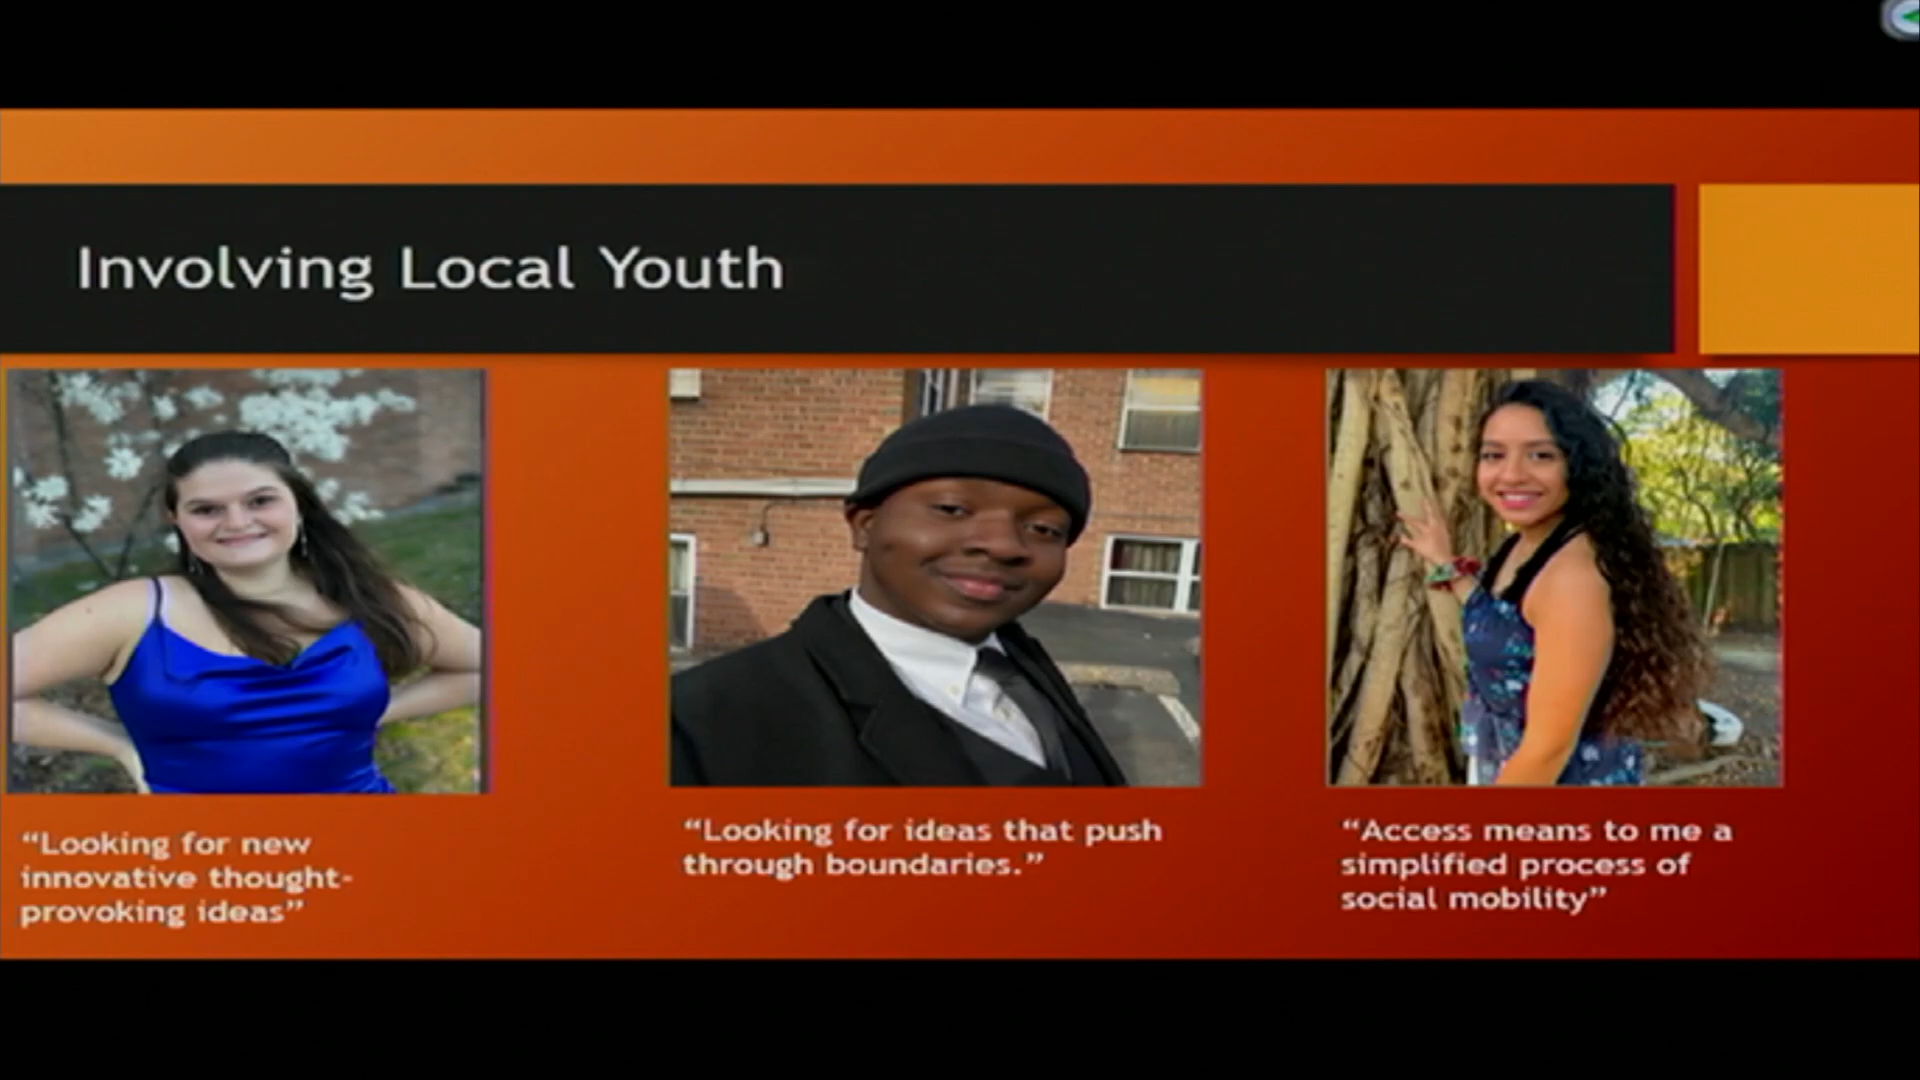 Involving Local Youth
“Looking for new
innovative thought-
provoking ideas”
“Looking for ideas that push
through boundaries.”
“Access means to me a
simplified process of
social mobility”